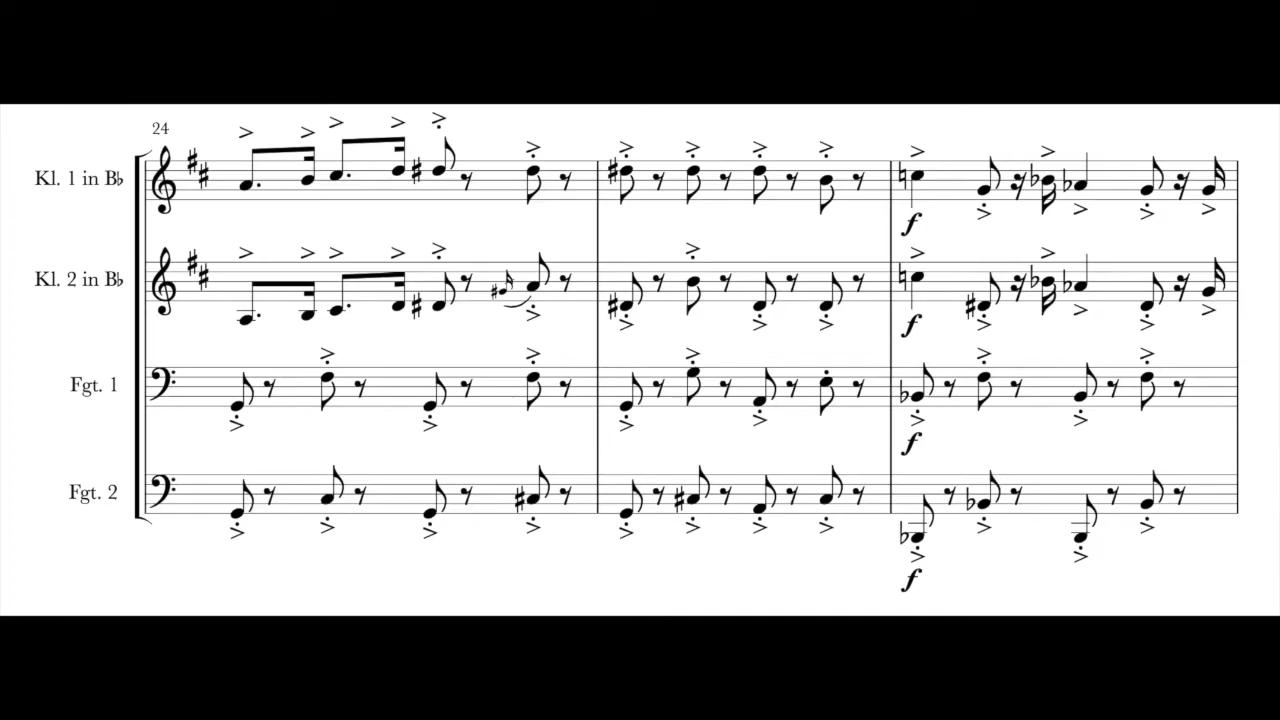 24
Kl. 1 in B♭
Kl. 2 in B♭
f
f
Fgt. 1
f
Fgt. 2
f